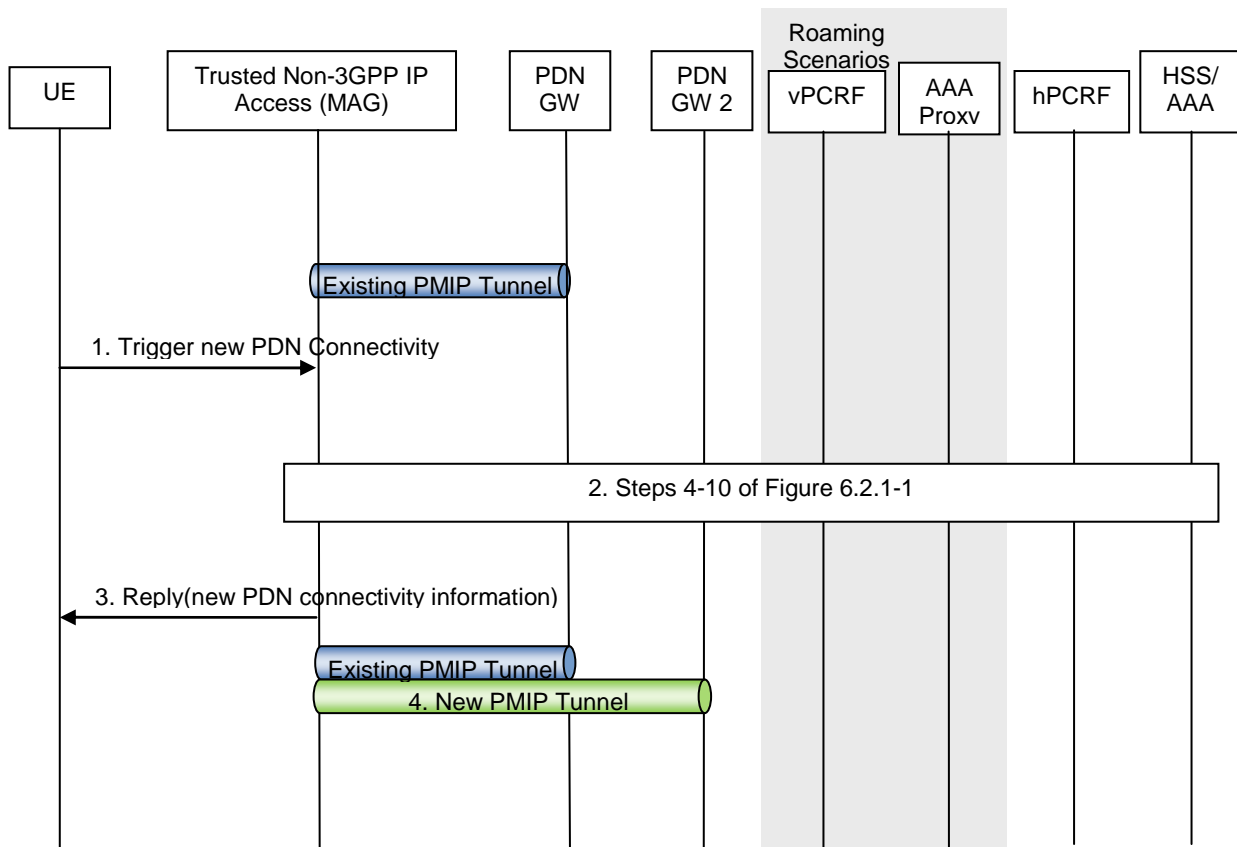 Roaming
Scenarios
UE
Trusted Non-3GPP IP
Access (MAG)
PDN
GW
PDN
GW 2
vPCRF
AAA
Proxy
hPCRF
HSS/
AAA
Existing PMIP Tunnel
1. Trigger new PDN Connectivity
2. Steps 4-10 of Figure 6.2.1-1
3. Reply(new PDN connectivity information)
Existing PMIP Tunnel
4. New PMIP Tunnel